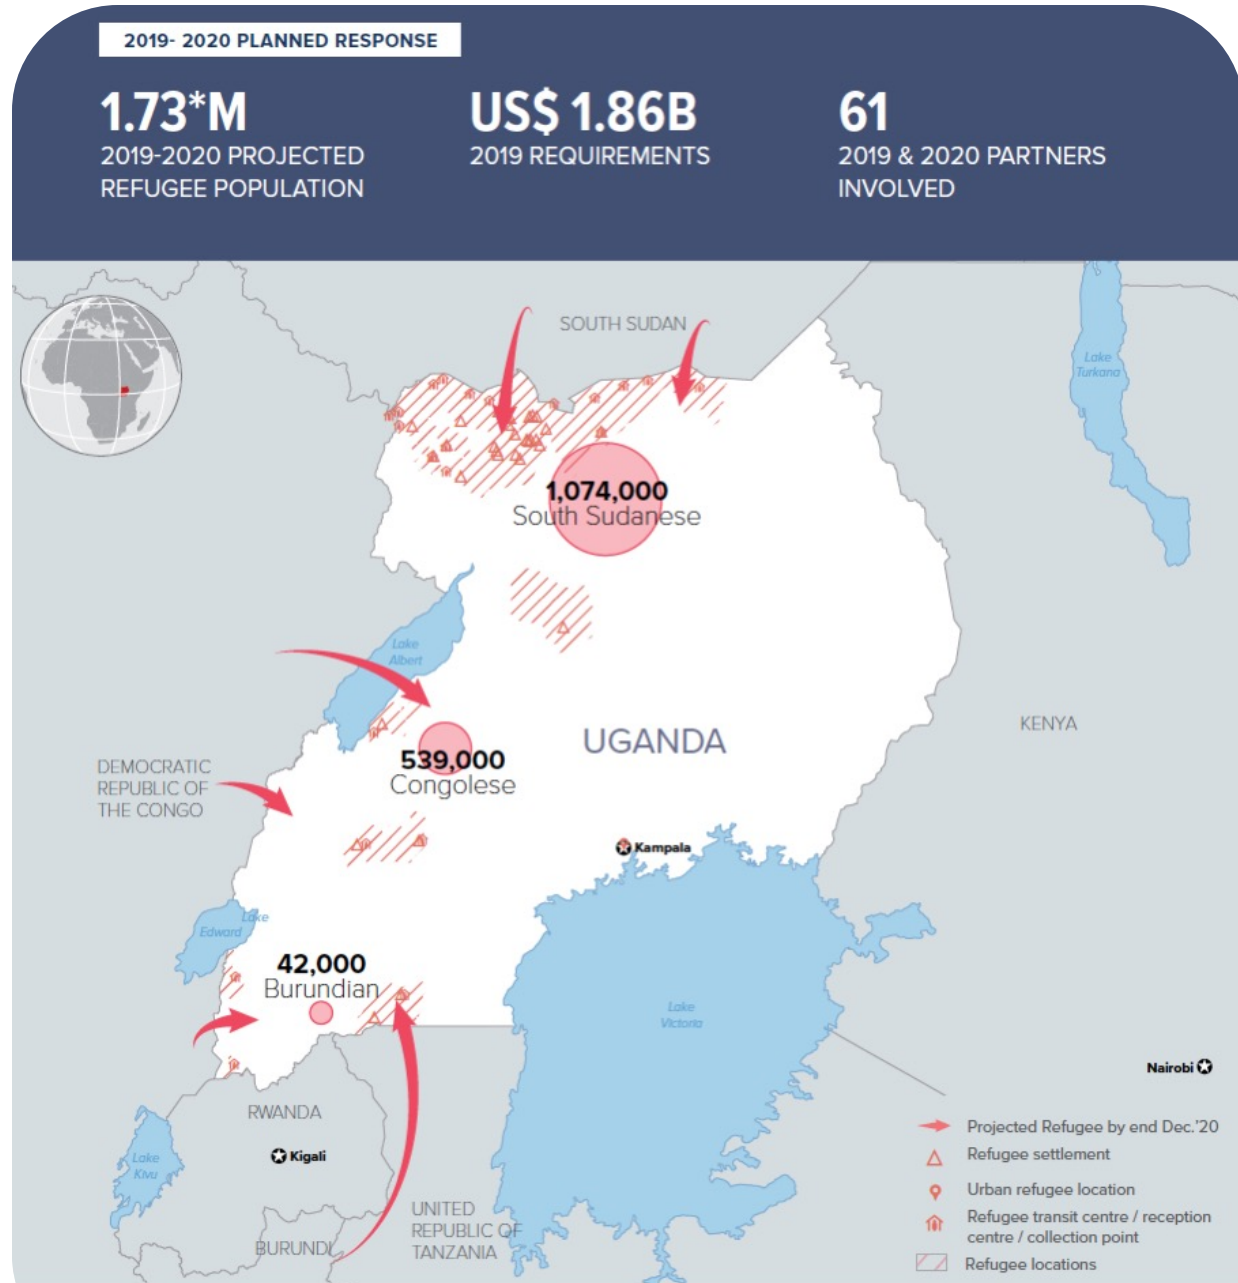 2019- 2020 PLANNED RESPONSE
1.73*M
2019-2020 PROJECTED
REFUGEE POPULATION
US$ 1.86B
2019 REQUIREMENTS
61
2019 & 2020 PARTNERS
INVOLVED
SOUTH SUDAN
Lake
Turkana
1,074,000
South Sudanese
Lake
Albert
UGANDA
KENYA
539,000
Congolese
DEMOCRATIC
REPUBLIC OF
THE CONGO
Kampala
Lake
Edward
42,000
Burundian
Lake
Victoria
Nairobi
RWANDA
Kigali
Lake
Kivu
UNITED
REPUBLIC OF
TANZANIA
BURUNDI
Projected Refugee by end Dec.'20
Refugee settlement
Urban refugee location
Refugee transit centre / reception
centre / collection point
Refugee locations